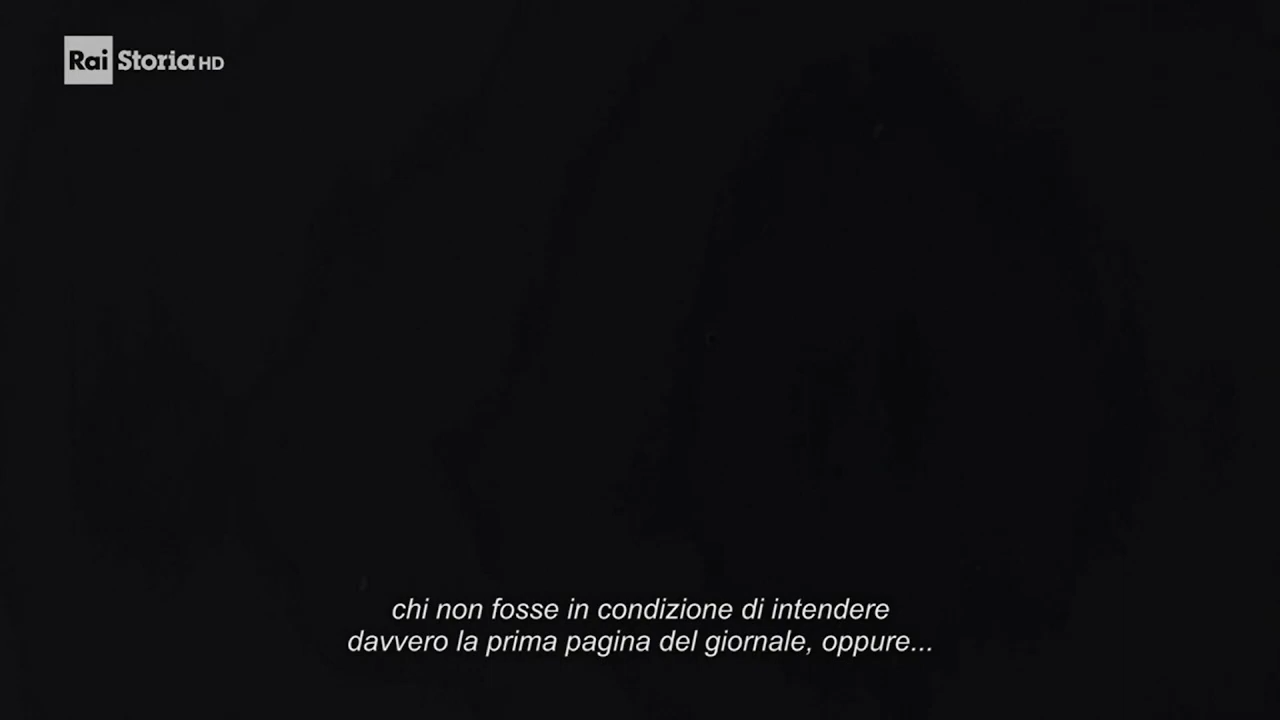 Rai Storia HD
chi non fosse in condizione di intendere
davvero la prima pagina del giornale, oppure...